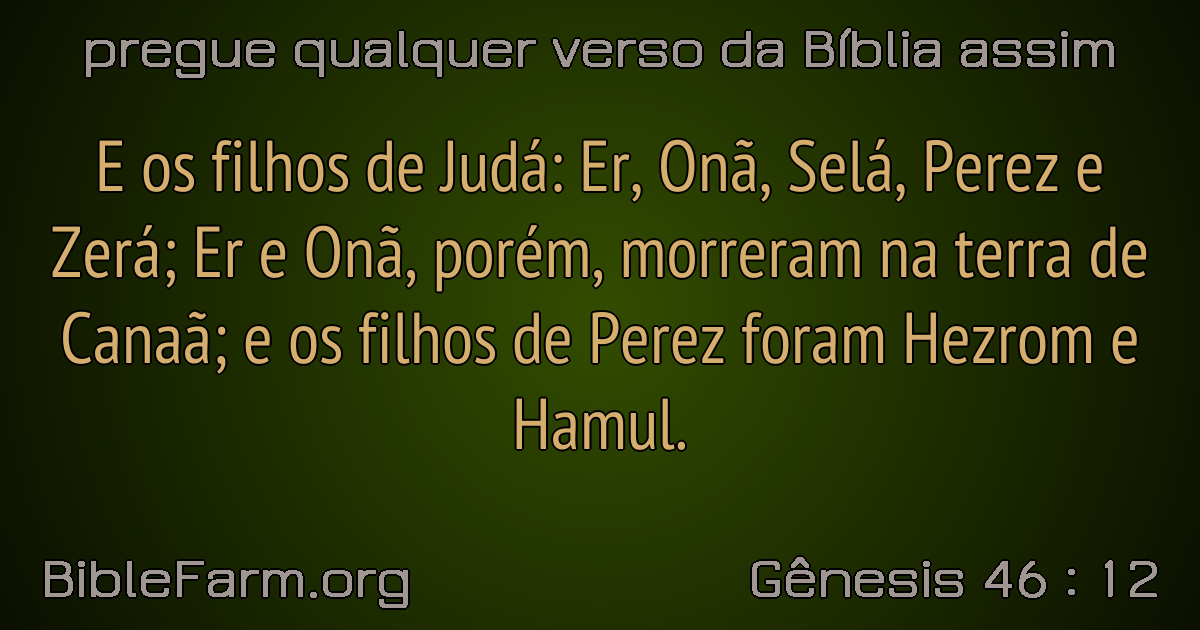 pregue qualquer verso da Bíblia assim
E os filhos de Judá: Er, Onã, Selá, Perez e
Zerá; Er e Onã, porém, morreram na terra de
Canaã; e os filhos de Perez foram Hezrom e
Hamul.
BibleFarm.org
Gênesis 46 : 12